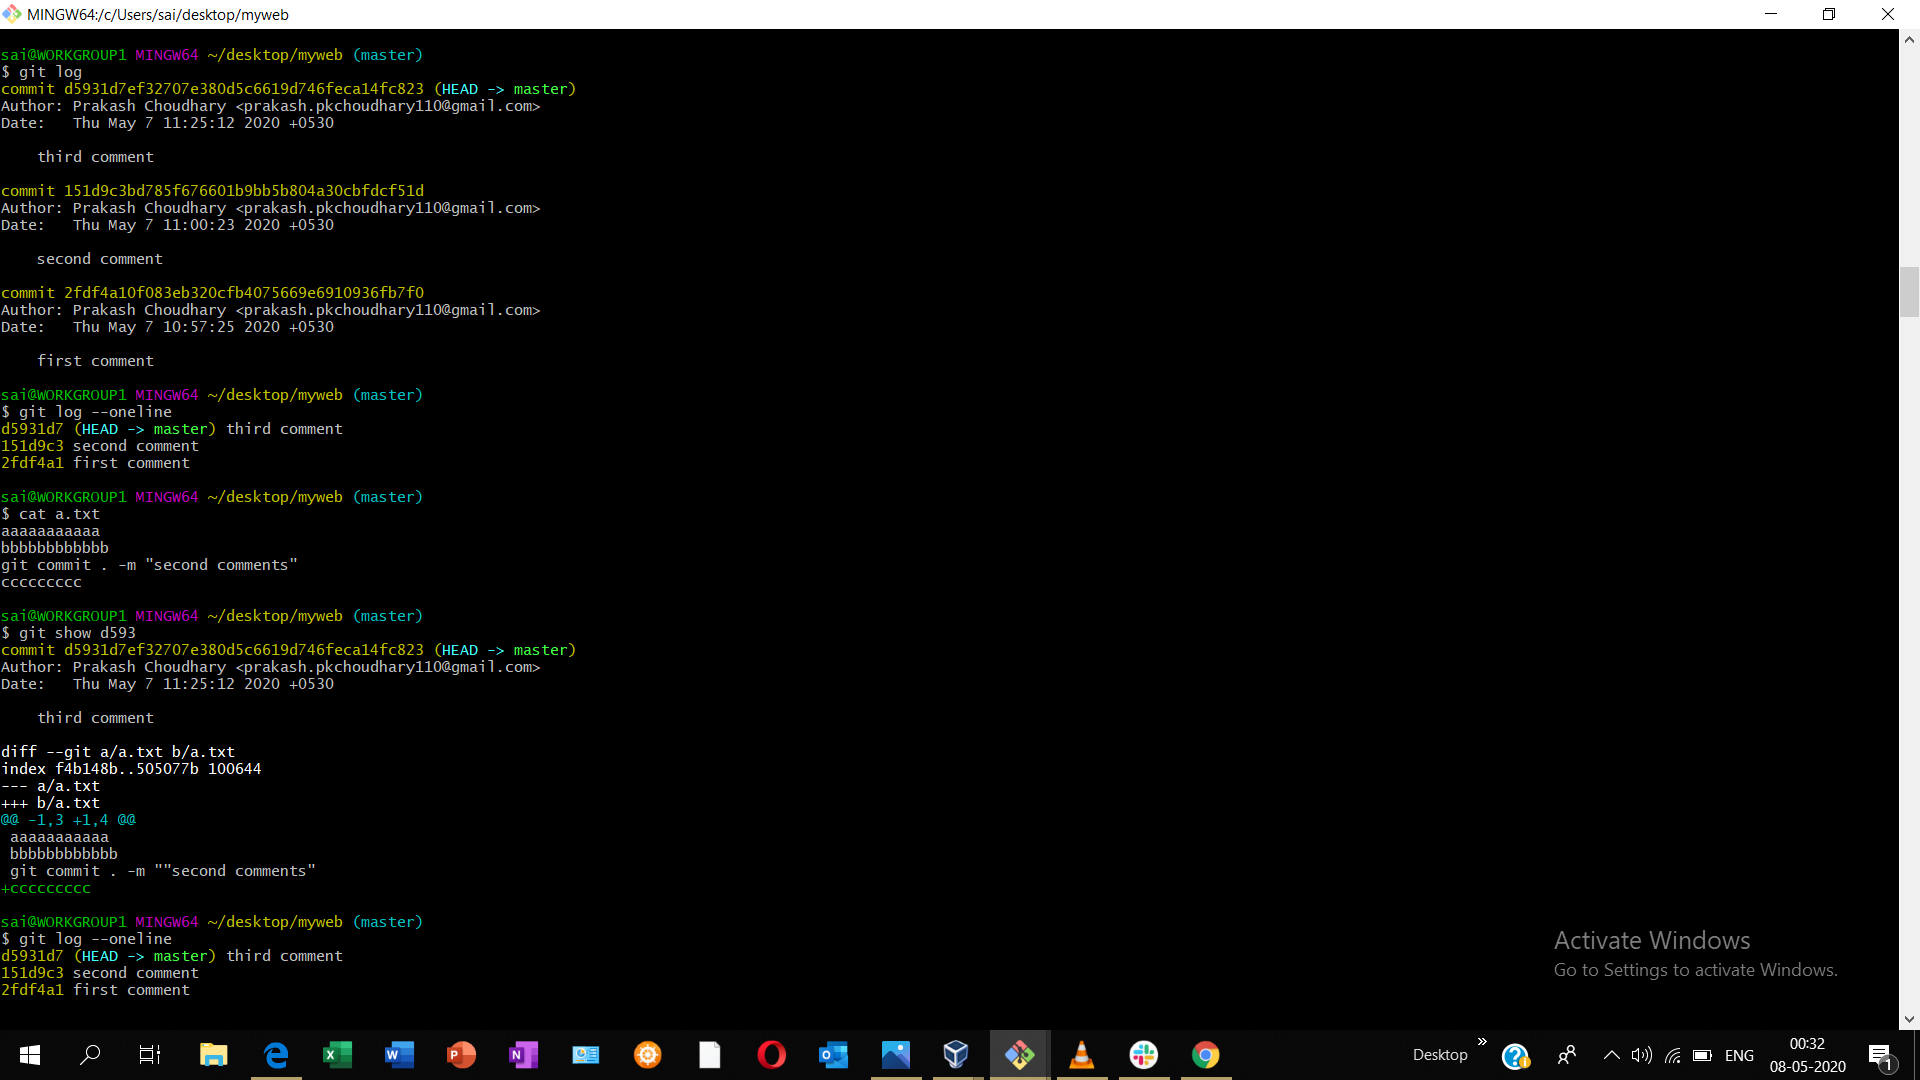 MINGW64:/c/Users/sai/desktop/myweb
sai@WORKGROUP1 MINGW64 ~/desktop/myweb (master)
$ git log
commit d5931d7ef32707e380d5c6619d746feca14fc823 (HEAD -> master)
Author: Prakash Choudhary <prakash.pkchoudhary110@gmail.com>
Date:   Thu May 7 11:25:12 2020 +0530
    third comment
commit 151d9c3bd785f676601b9bb5b804a30cbfdcf51d
Author: Prakash Choudhary <prakash.pkchoudhary110@gmail.com>
Date:   Thu May 7 11:00:23 2020 +0530
    second comment
commit 2fdf4a10f083eb320cfb4075669e6910936fb7f0
Author: Prakash Choudhary <prakash.pkchoudhary110@gmail.com>
Date:   Thu May 7 10:57:25 2020 +0530
    first comment
sai@WORKGROUP1 MINGW64 ~/desktop/myweb (master)
$ git log --oneline
d5931d7 (HEAD -> master) third comment
151d9c3 second comment
2fdf4a1 first comment
sai@WORKGROUP1 MINGW64 ~/desktop/myweb (master)
$ cat a.txt
aaaaaaaaaaa
bbbbbbbbbbbb
git commit . -m "second comments"
ccccccccc
sai@WORKGROUP1 MINGW64 ~/desktop/myweb (master)
$ git show d593
commit d5931d7ef32707e380d5c6619d746feca14fc823 (HEAD -> master)
Author: Prakash Choudhary <prakash.pkchoudhary110@gmail.com>
Date:   Thu May 7 11:25:12 2020 +0530
    third comment
diff --git a/a.txt b/a.txt
index f4b148b..505077b 100644
--- a/a.txt
+++ b/a.txt
@@ -1,3 +1,4 @@
 aaaaaaaaaaa
 bbbbbbbbbbbb
 git commit . -m ""second comments"
+ccccccccc
sai@WORKGROUP1 MINGW64 ~/desktop/myweb (master)
$ git log --oneline
d5931d7 (HEAD -> master) third comment
151d9c3 second comment
2fdf4a1 first comment
Activate Windows
Go to Settings to activate Windows.
Desktop
ENG
00:32
08-05-2020
1